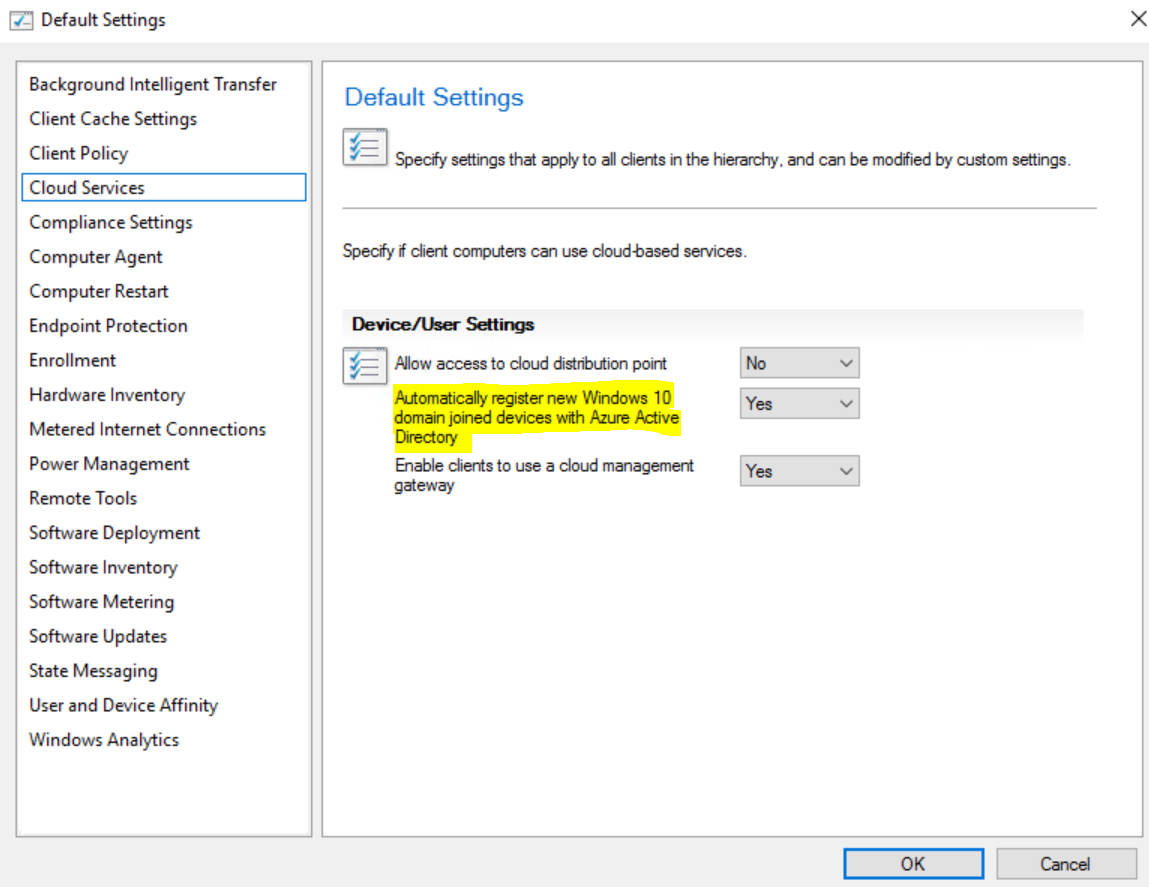 Default Settings
Background Intelligent Transfer
Client Cache Settings
Client Policy
Cloud Services
Compliance Settings
Computer Agent
Computer Restart
Endpoint Protection
Enrollment
Hardware Inventory
Metered Internet Connections
Power Management
Remote Tools
Software Deployment
Software Inventory
Software Metering
Software Updates
State Messaging
User and Device Affinity
Windows Analytics
Default Settings
Specify settings that apply to all clients in the hierarchy, and can be modified by custom settings.
Specify if client computers can use cloud-based services.
Device/User Settings
Allow access to cloud distribution point
No
Automatically register new Windows 10
domain joined devices with Azure Active
Directory
Yes
Enable clients to use a cloud management
gateway
Yes
OK
Cancel